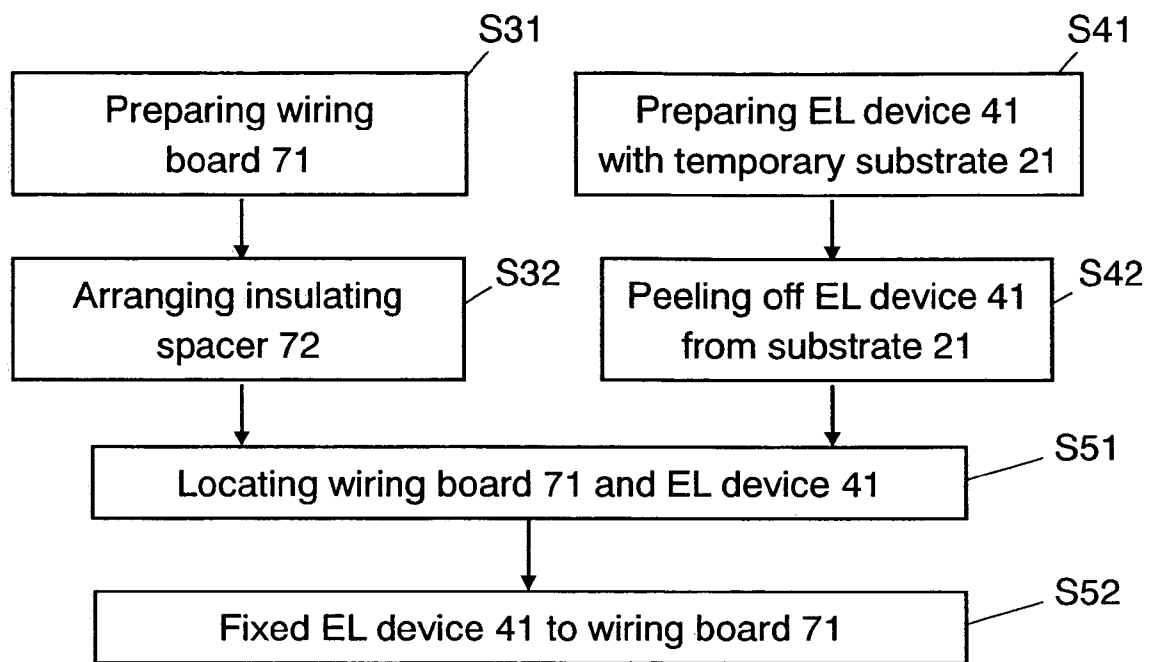 S31
Preparing wiring
board 71
S41
Preparing EL device 41
with temporary substrate 21
S32
Arranging insulating
spacer 72
S42
Peeling off EL device 41
from substrate 21
S51
Locating wiring board 71 and EL device 41
S52
Fixed EL device 41 to wiring board 71